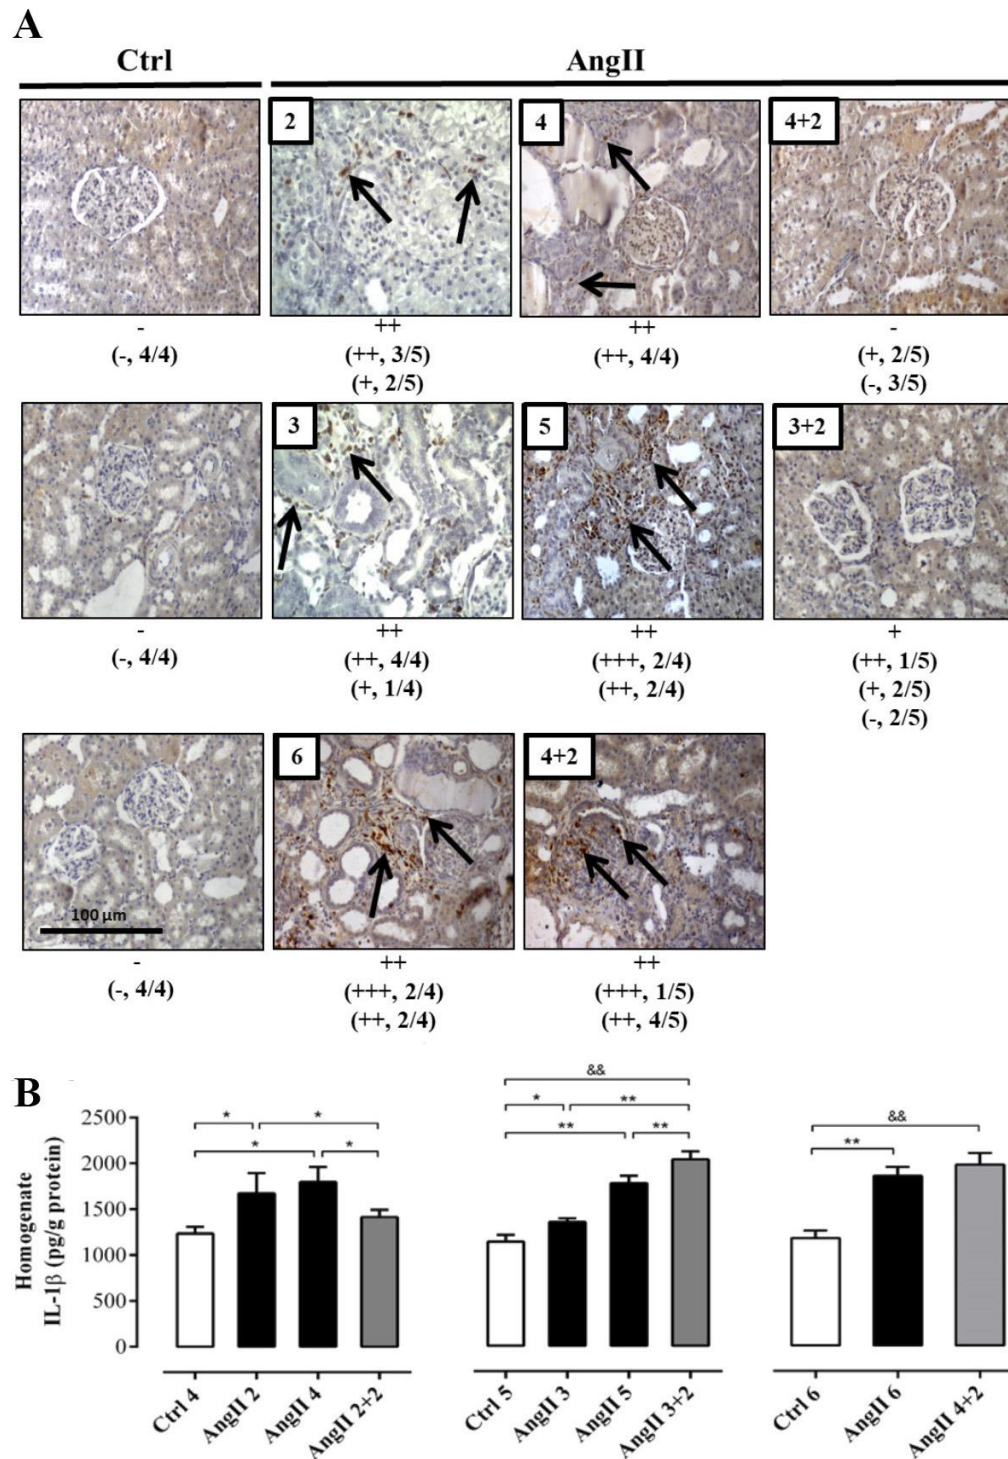 A
Ctrl AngII
2 4 4+2
- ++ ++ -
(-, 4/4) (++, 3/5) (++, 4/4) (+, 2/5)
(+, 2/5) (-, 3/5)
3 5 3+2
- ++ ++ +
(-, 4/4) (++, 4/4) (+++, 2/4) (++, 1/5)
(+, 1/4) (++, 2/4) (+, 2/5)
(-, 2/5)
6 4+2
100 µm
- ++ ++
(-, 4/4) (+++, 2/4) (+++, 1/5)
(++, 2/4) (++, 4/5)
B
&&
* * * ** &&
* * ** ** **
Homogenate
IL-1β (pg/g protein)
2500
2000
1500
1000
500
0
Ctrl 4 AngII 2 AngII 4 AngII 2+2 Ctrl 5 AngII 3 AngII 5 AngII 3+2 Ctrl 6 AngII 6 AngII 4+2